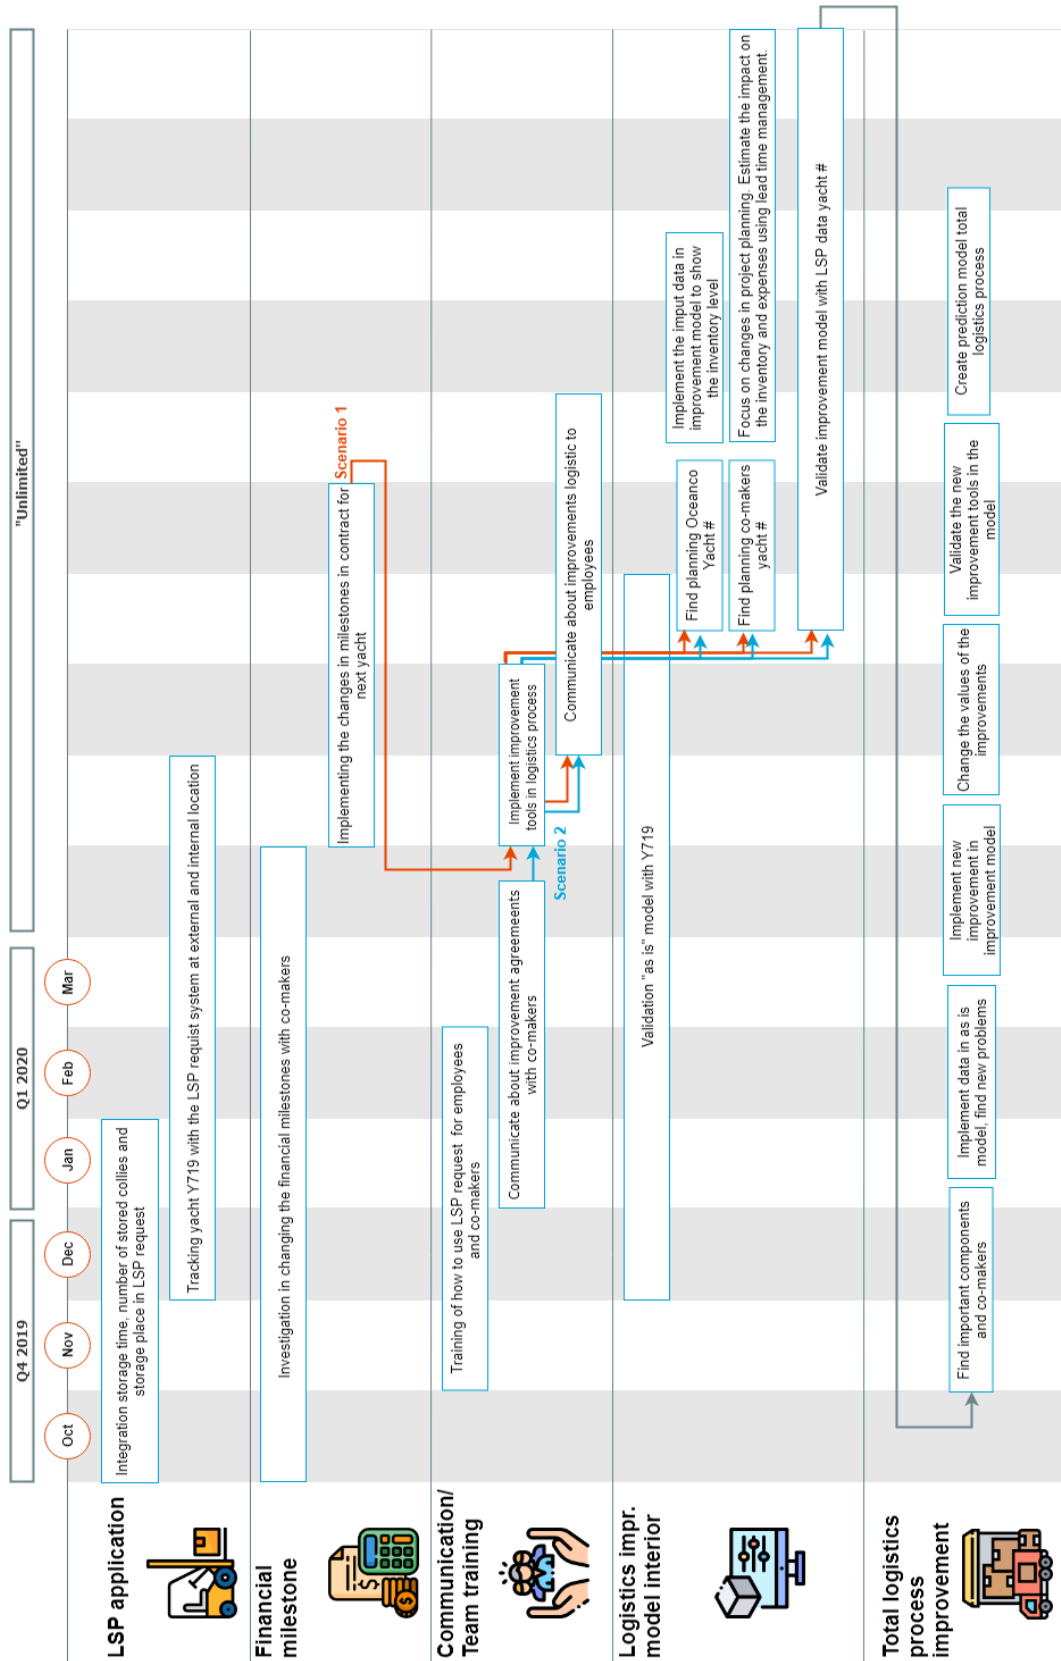 Q4 2019
Q1 2020
"Unlimited"
Oct
Nov
Dec
Jan
Feb
Mar
LSP application
Integration storage time, number of stored collies and
storage place in LSP request
Tracking yacht Y719 with the LSP requist system at external and internal location
Financial
milestone
Investigation in changing the financial milestones with co-makers
Implementing the changes in milestones in contract for
next yacht
Scenario 1
Communication/
Team training
Training of how to use LSP request for employees
and co-makers
Communicate about improvement agreements
with co-makers
Implement improvement
tools in logistics process
Scenario 2
Communicate about improvements logistic to
employees
Logistics impr.
model interior
Validation "as is" model with Y719
Find planning Oceanco
Yacht #
Implement the imput data in
improvement model to show
the inventory level
Find planning co-makers
yacht #
Focus on changes in project planning. Estimate the impact on
the inventory and expenses using lead time management.
Validate improvement model with LSP data yacht #
Total logistics
process
improvement
Find important components
and co-makers
Implement data in as is
model, find new problems
Implement new
improvement in
improvement model
Change the values of the
improvements
Validate the new
improvement tools in the
model
Create prediction model total
logistics process